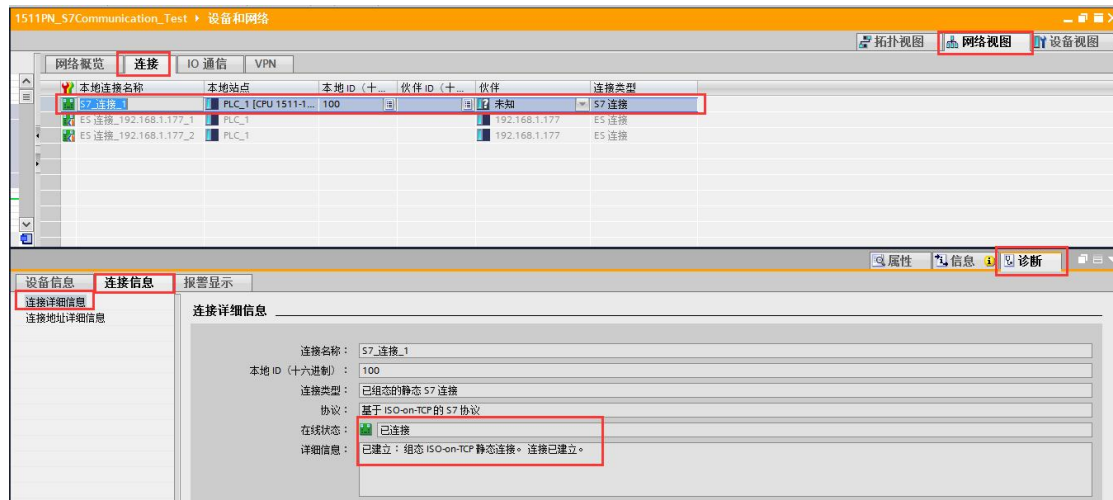 1511PN_S7Communication_Test ▸ 设备和网络
拓扑视图 网络视图 设备视图
网络概览 连接 IO 通信 VPN
本地连接名称 本地站点 本地 ID（十... 伙伴 ID（十... 伙伴 连接类型
S7_连接_1 PLC_1 [CPU 1511-1... 100 未知 S7 连接
ES 连接_192.168.1.177_1 PLC_1 192.168.1.177 ES 连接
ES 连接_192.168.1.177_2 PLC_1 192.168.1.177 ES 连接
属性 信息 诊断
设备信息 连接信息 报警显示
连接详细信息
连接地址详细信息
连接详细信息
连接名称： S7_连接_1
本地 ID（十六进制）： 100
连接类型： 已组态的静态 S7 连接
协议： 基于 ISO-on-TCP 的 S7 协议
在线状态： 已连接
详细信息： 已建立：组态 ISO-on-TCP 静态连接。 连接已建立。